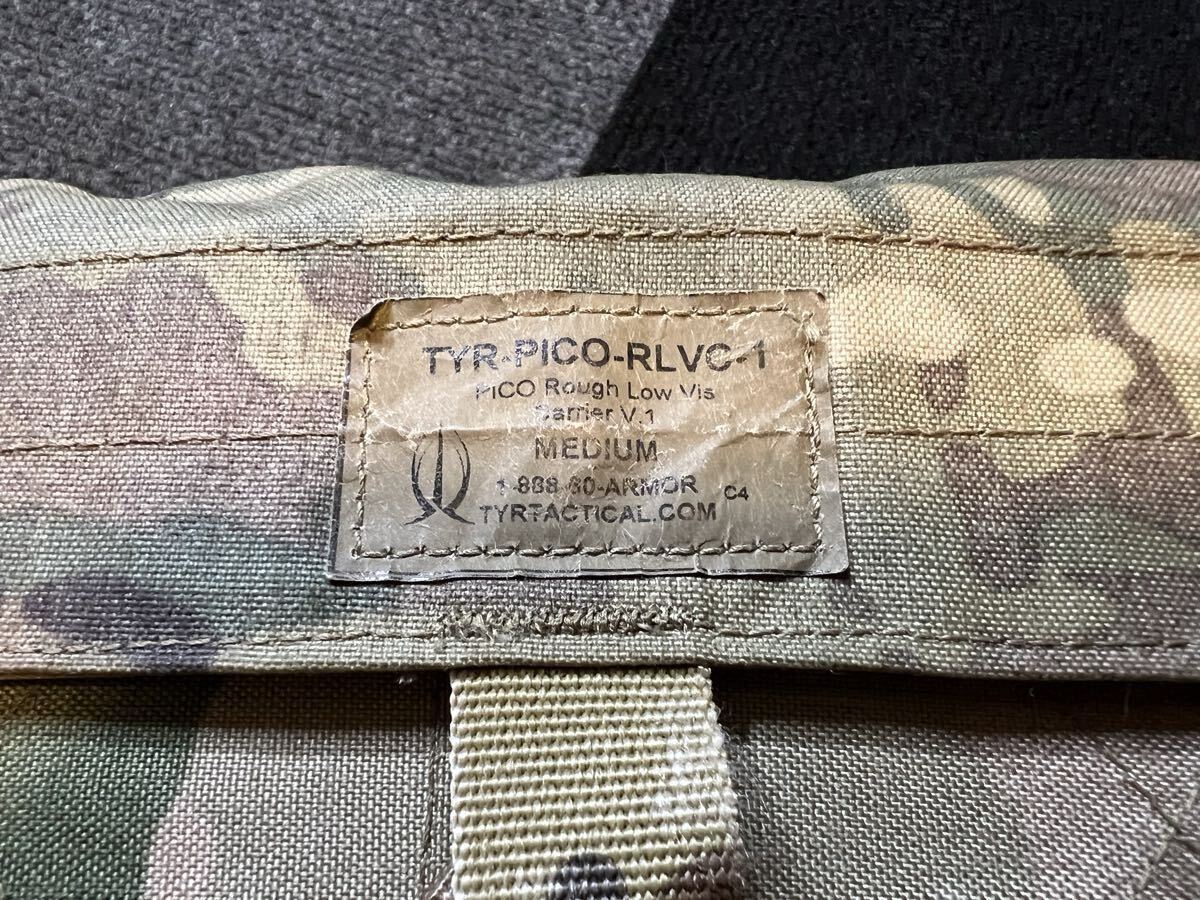 TYR-PICO-RLVC-1
PICO Rough Low Vis
Carrier V.1
MEDIUM
1-888-80-ARMOR
C4
TYRTACTICAL.COM